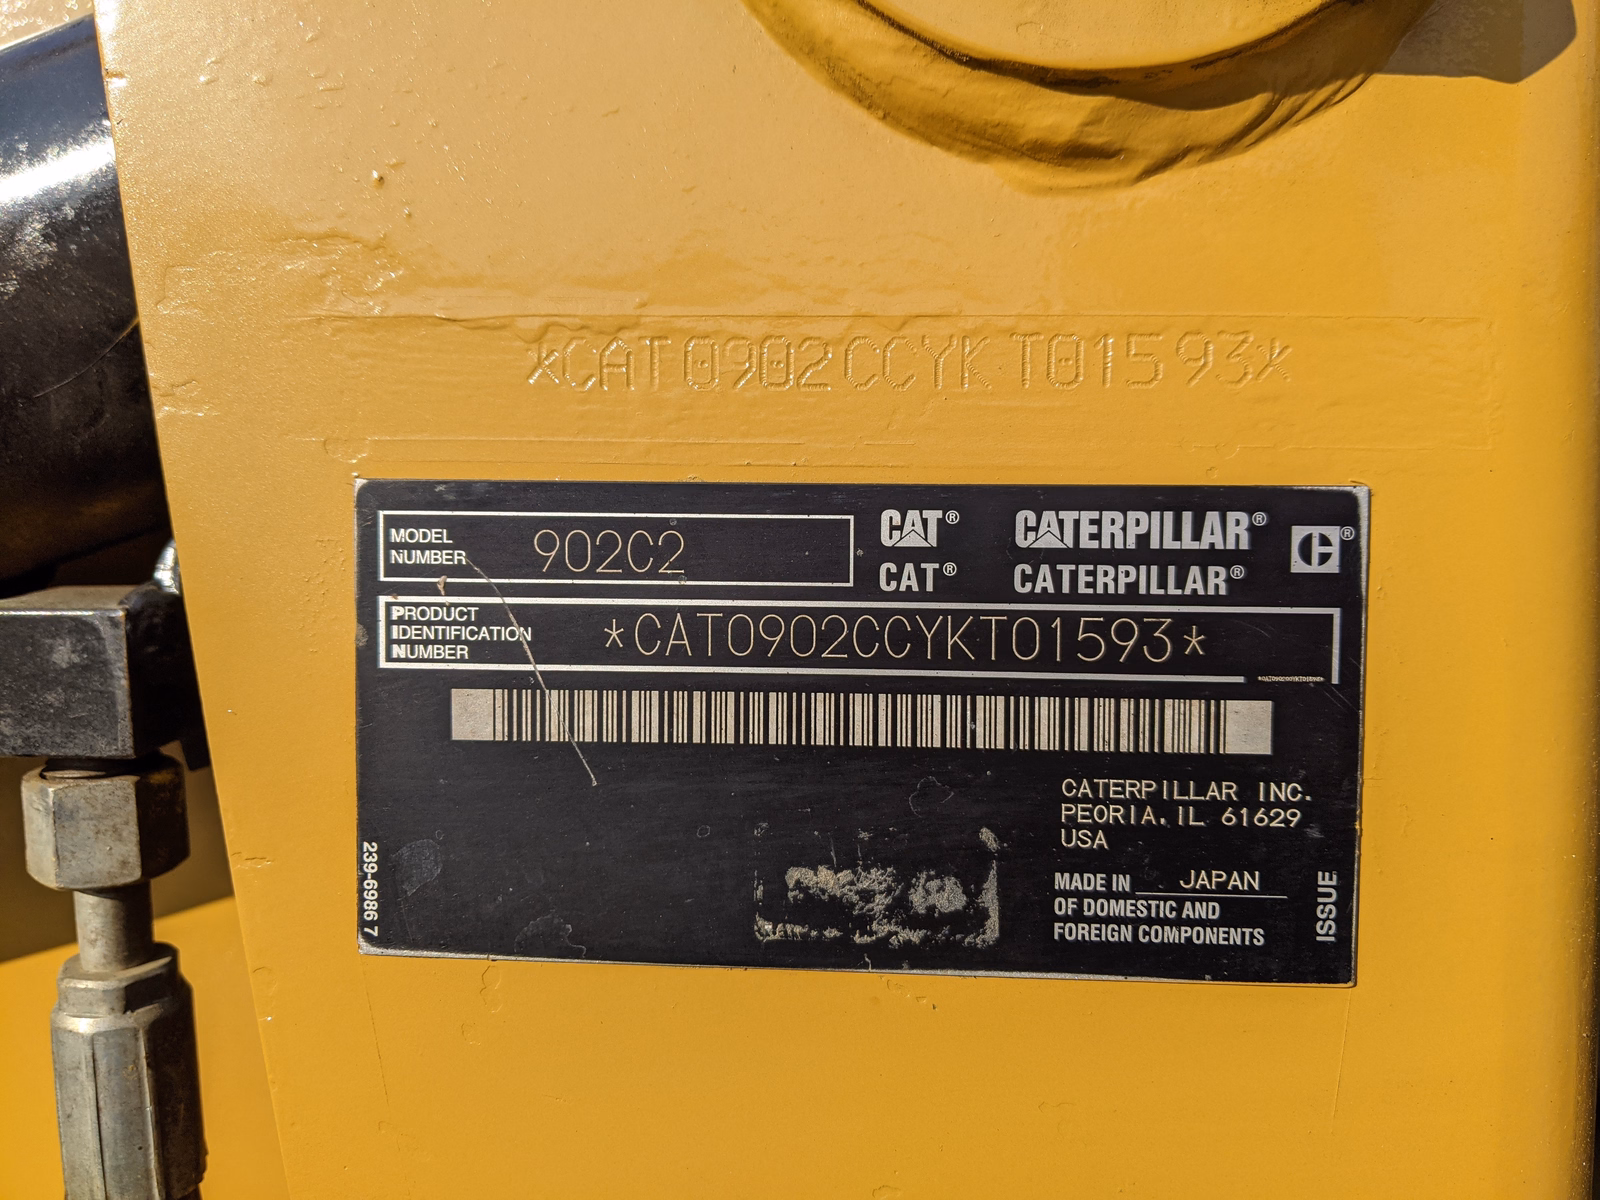 *CAT0902CCYKT01593*
MODEL NUMBER 902C2
CAT® CATERPILLAR®
CAT® CATERPILLAR®
PRODUCT IDENTIFICATION NUMBER *CAT0902CCYKT01593*
*CAT0902CCYKT01593*
CATERPILLAR INC.
PEORIA, IL 61629
USA
MADE IN JAPAN
OF DOMESTIC AND
FOREIGN COMPONENTS
ISSUE
239-6986 7